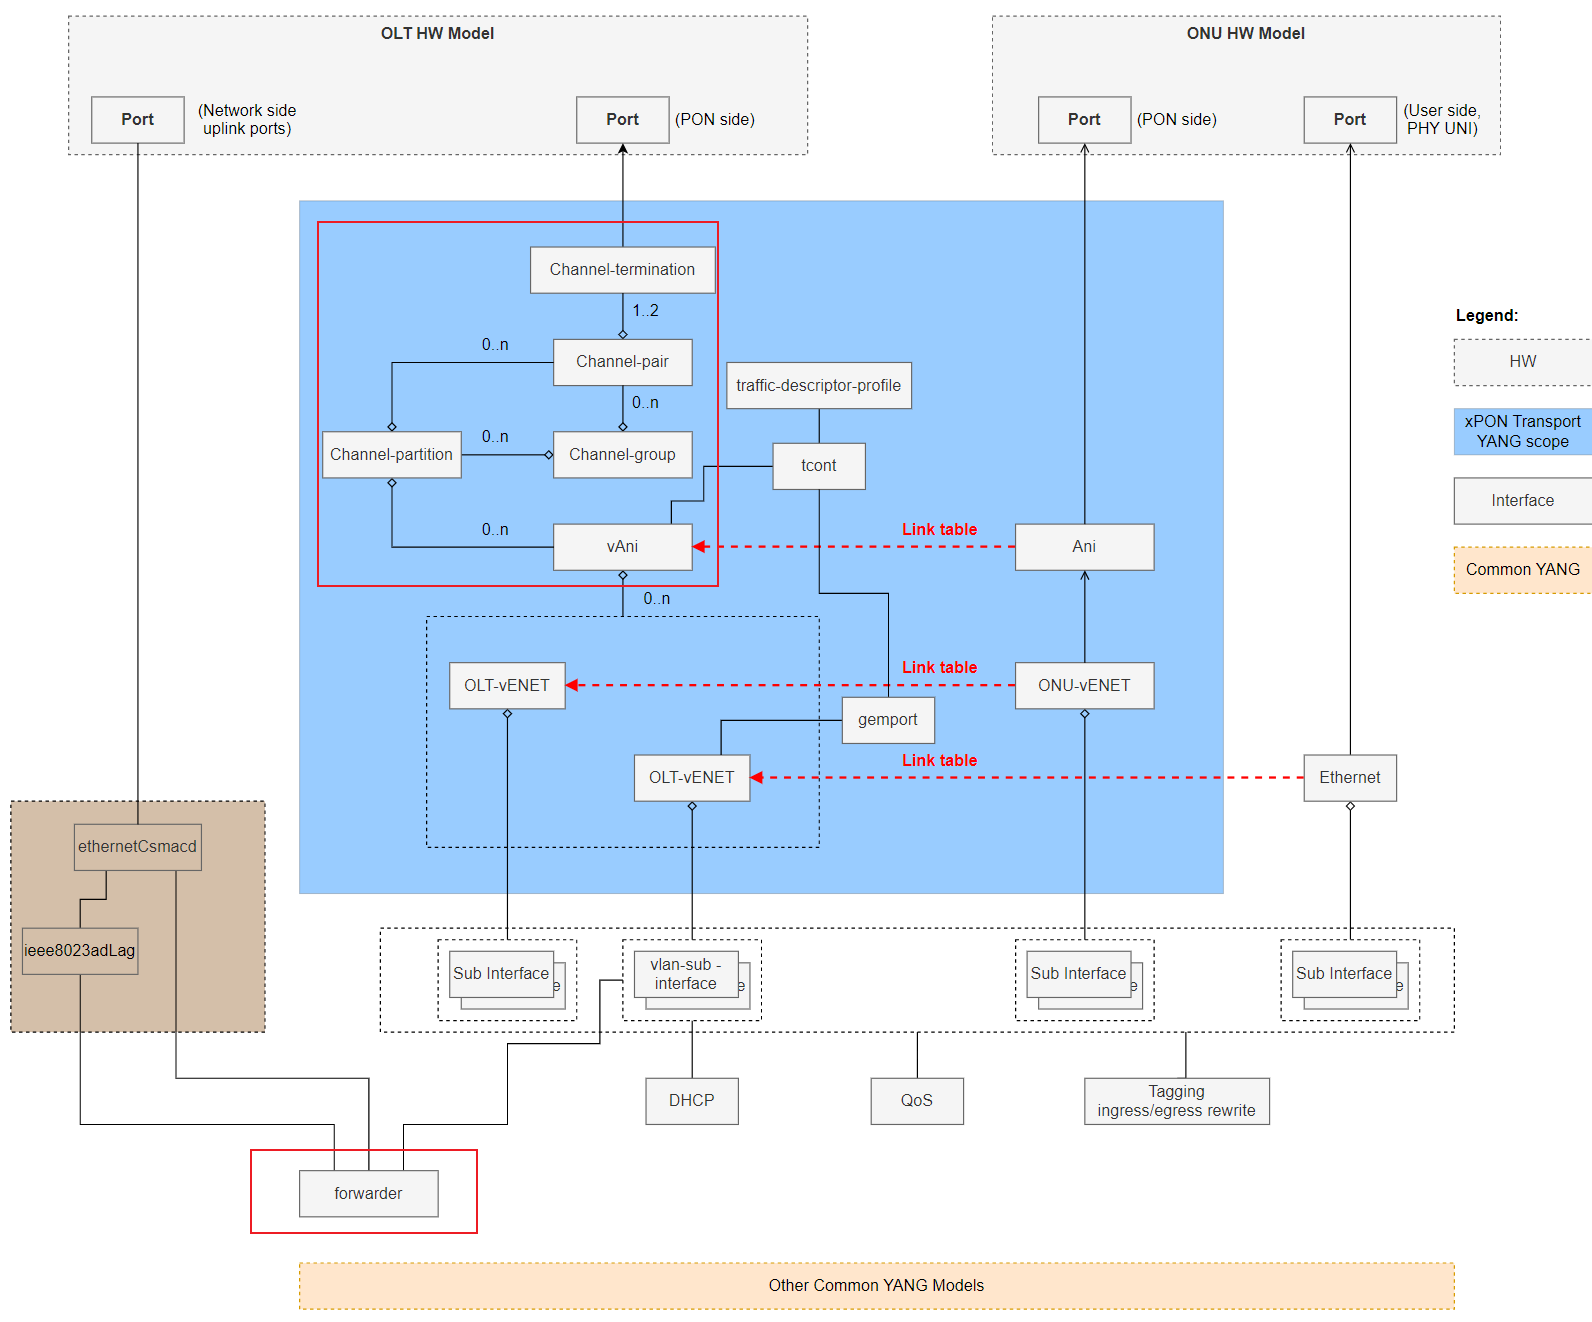 OLT HW Model
ONU HW Model
Port
(Network side
uplink ports)
Port
(PON side)
Port
(PON side)
Port
(User side,
PHY UNI)
Channel-termination
1..2
0..n
Channel-pair
0..n
traffic-descriptor-profile
0..n
Channel-partition
Channel-group
tcont
0..n
vAni
Link table
Ani
0..n
OLT-vENET
Link table
ONU-vENET
gemport
OLT-vENET
Link table
Ethernet
Legend:
HW
xPON Transport
YANG scope
Interface
Common YANG
ethernetCsmacd
ieee8023adLag
Sub Interface
e
vlan-sub -
interface
e
Sub Interface
e
Sub Interface
e
DHCP
QoS
Tagging
ingress/egress rewrite
forwarder
Other Common YANG Models